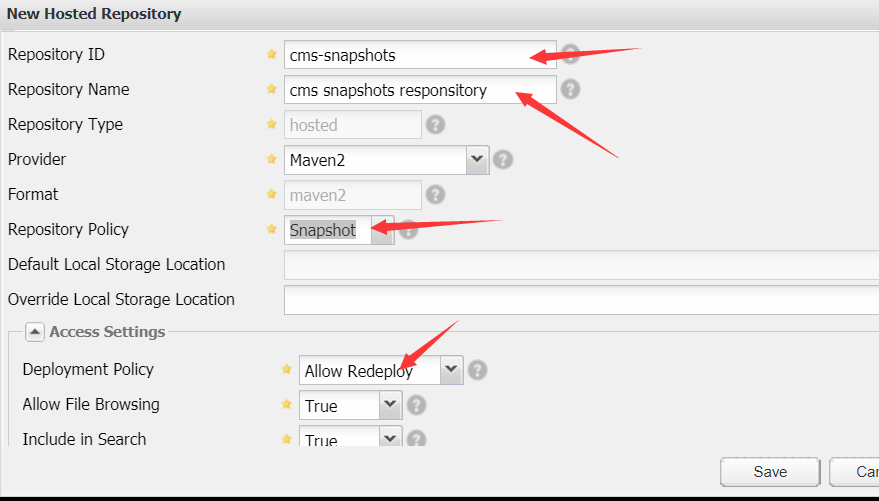 New Hosted Repository
Repository ID cms-snapshots
Repository Name cms snapshots responsitory
Repository Type hosted
Provider Maven2
Format maven2
Repository Policy Snapshot
Default Local Storage Location
Override Local Storage Location
Access Settings
Deployment Policy Allow Redeploy
Allow File Browsing True
Include in Search True
Save